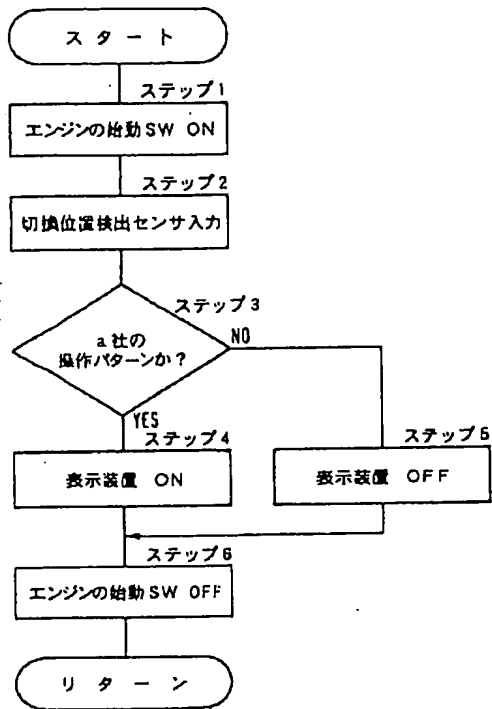 スタート
ステップ1
エンジンの始動SW ON
ステップ2
切換位置検出センサ入力
ステップ3
a社の
操作パターンか?
NO
YES
ステップ4
ステップ5
表示装置 ON
表示装置 OFF
ステップ6
エンジンの始動SW OFF
リターン